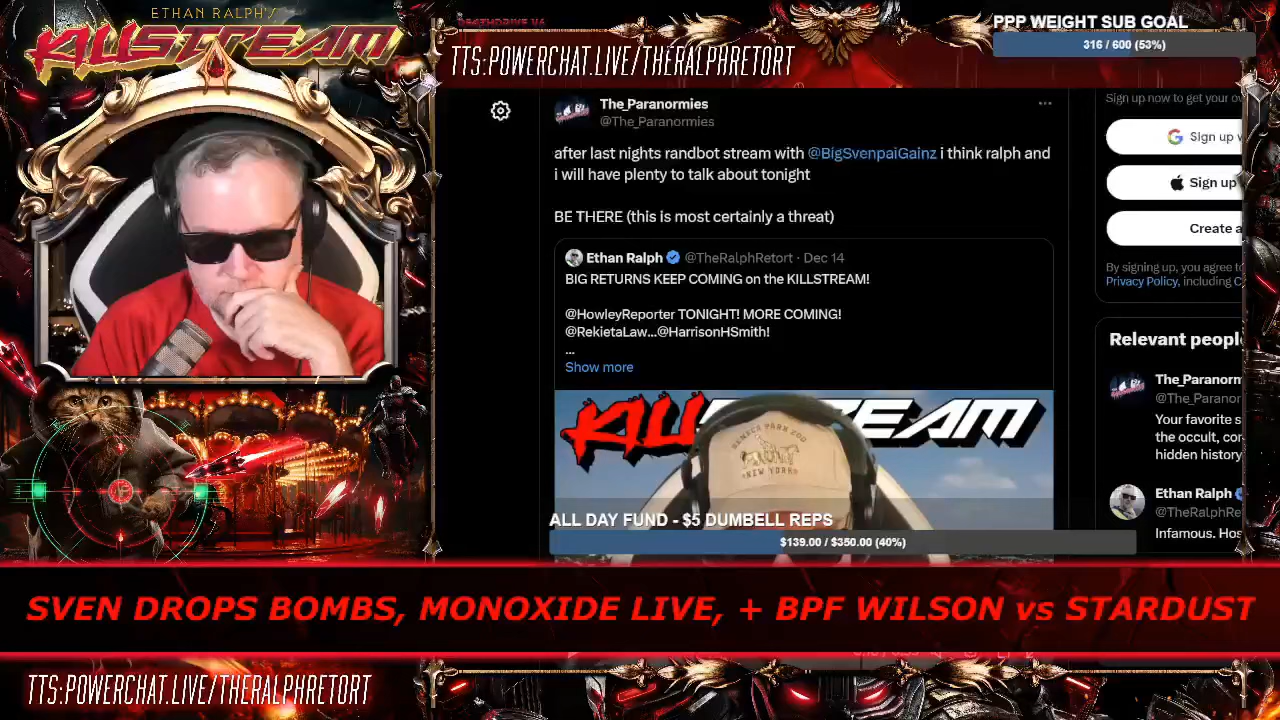 ETHAN RALPH'S
KILLSTREAM
TTS:POWERCHAT.LIVE/THERALPHRETORT
PPP WEIGHT SUB GOAL
316 / 600 (53%)
The_Paranormies
@The_Paranormies
after last nights randbot stream with @BigSvenpaiGainz i think ralph and
i will have plenty to talk about tonight
BE THERE (this is most certainly a threat)
Ethan Ralph @TheRalphRetort · Dec 14
BIG RETURNS KEEP COMING on the KILLSTREAM!
@HowleyReporter TONIGHT! MORE COMING!
@RekietaLaw...@HarrisonHSmith!
...
Show more
KILLSTREAM
SENECA PARK ZOO
NEW YORK
Sign up now to get your ow
Sign up w
Sign up
Create a
By signing up, you agree to
Privacy Policy, including C
Relevant peopl
The_Paranorm
@The_Paranor
Your favorite s
the occult, con
hidden history
Ethan Ralph
@TheRalphRe
Infamous. Hos
ALL DAY FUND - $5 DUMBELL REPS
$139.00 / $350.00 (40%)
SVEN DROPS BOMBS, MONOXIDE LIVE, + BPF WILSON vs STARDUST
TTS:POWERCHAT.LIVE/THERALPHRETORT